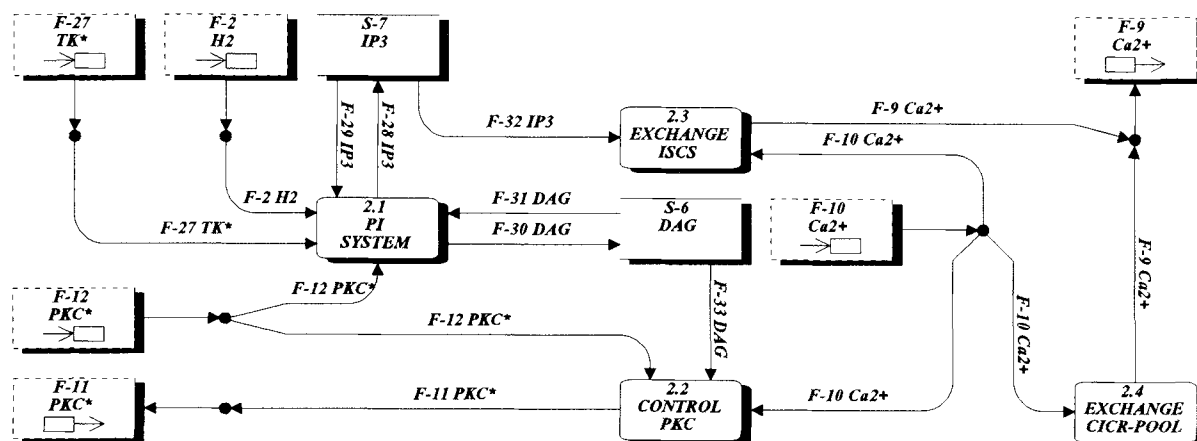 F-27
TK*
F-2
H2
S-7
IP3
F-9
Ca2+
F-29 IP3
F-28 IP3
F-32 IP3
2.3
EXCHANGE
ISCS
F-9 Ca2+
F-10 Ca2+
F-2 H2
F-27 TK*
2.1
PI
SYSTEM
F-31 DAG
F-30 DAG
S-6
DAG
F-10
Ca2+
F-9 Ca2+
F-12
PKC*
F-12 PKC*
F-12 PKC*
F-33 DAG
F-10 Ca2+
F-11
PKC*
F-11 PKC*
2.2
CONTROL
PKC
F-10 Ca2+
2.4
EXCHANGE
CICR-POOL